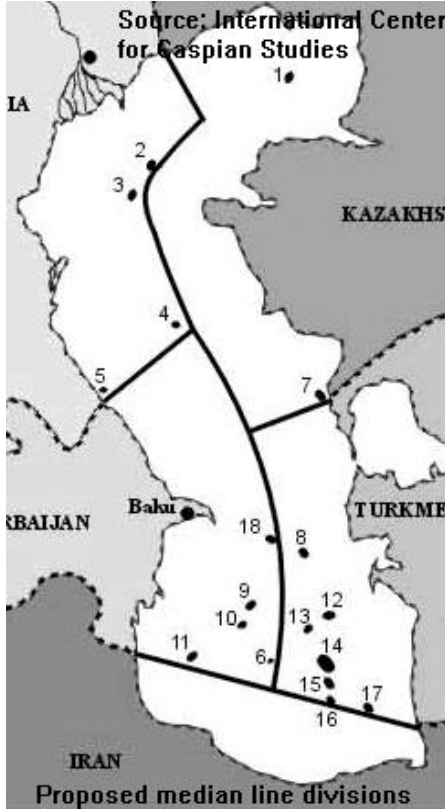 Source: International Center
for Caspian Studies
1
IA
2
3
KAZAKHS
4
5
7
Baku
RBAIJAN
TURKME
18
8
9
10
12
13
11
6
14
15
16
17
IRAN
Proposed median line divisions